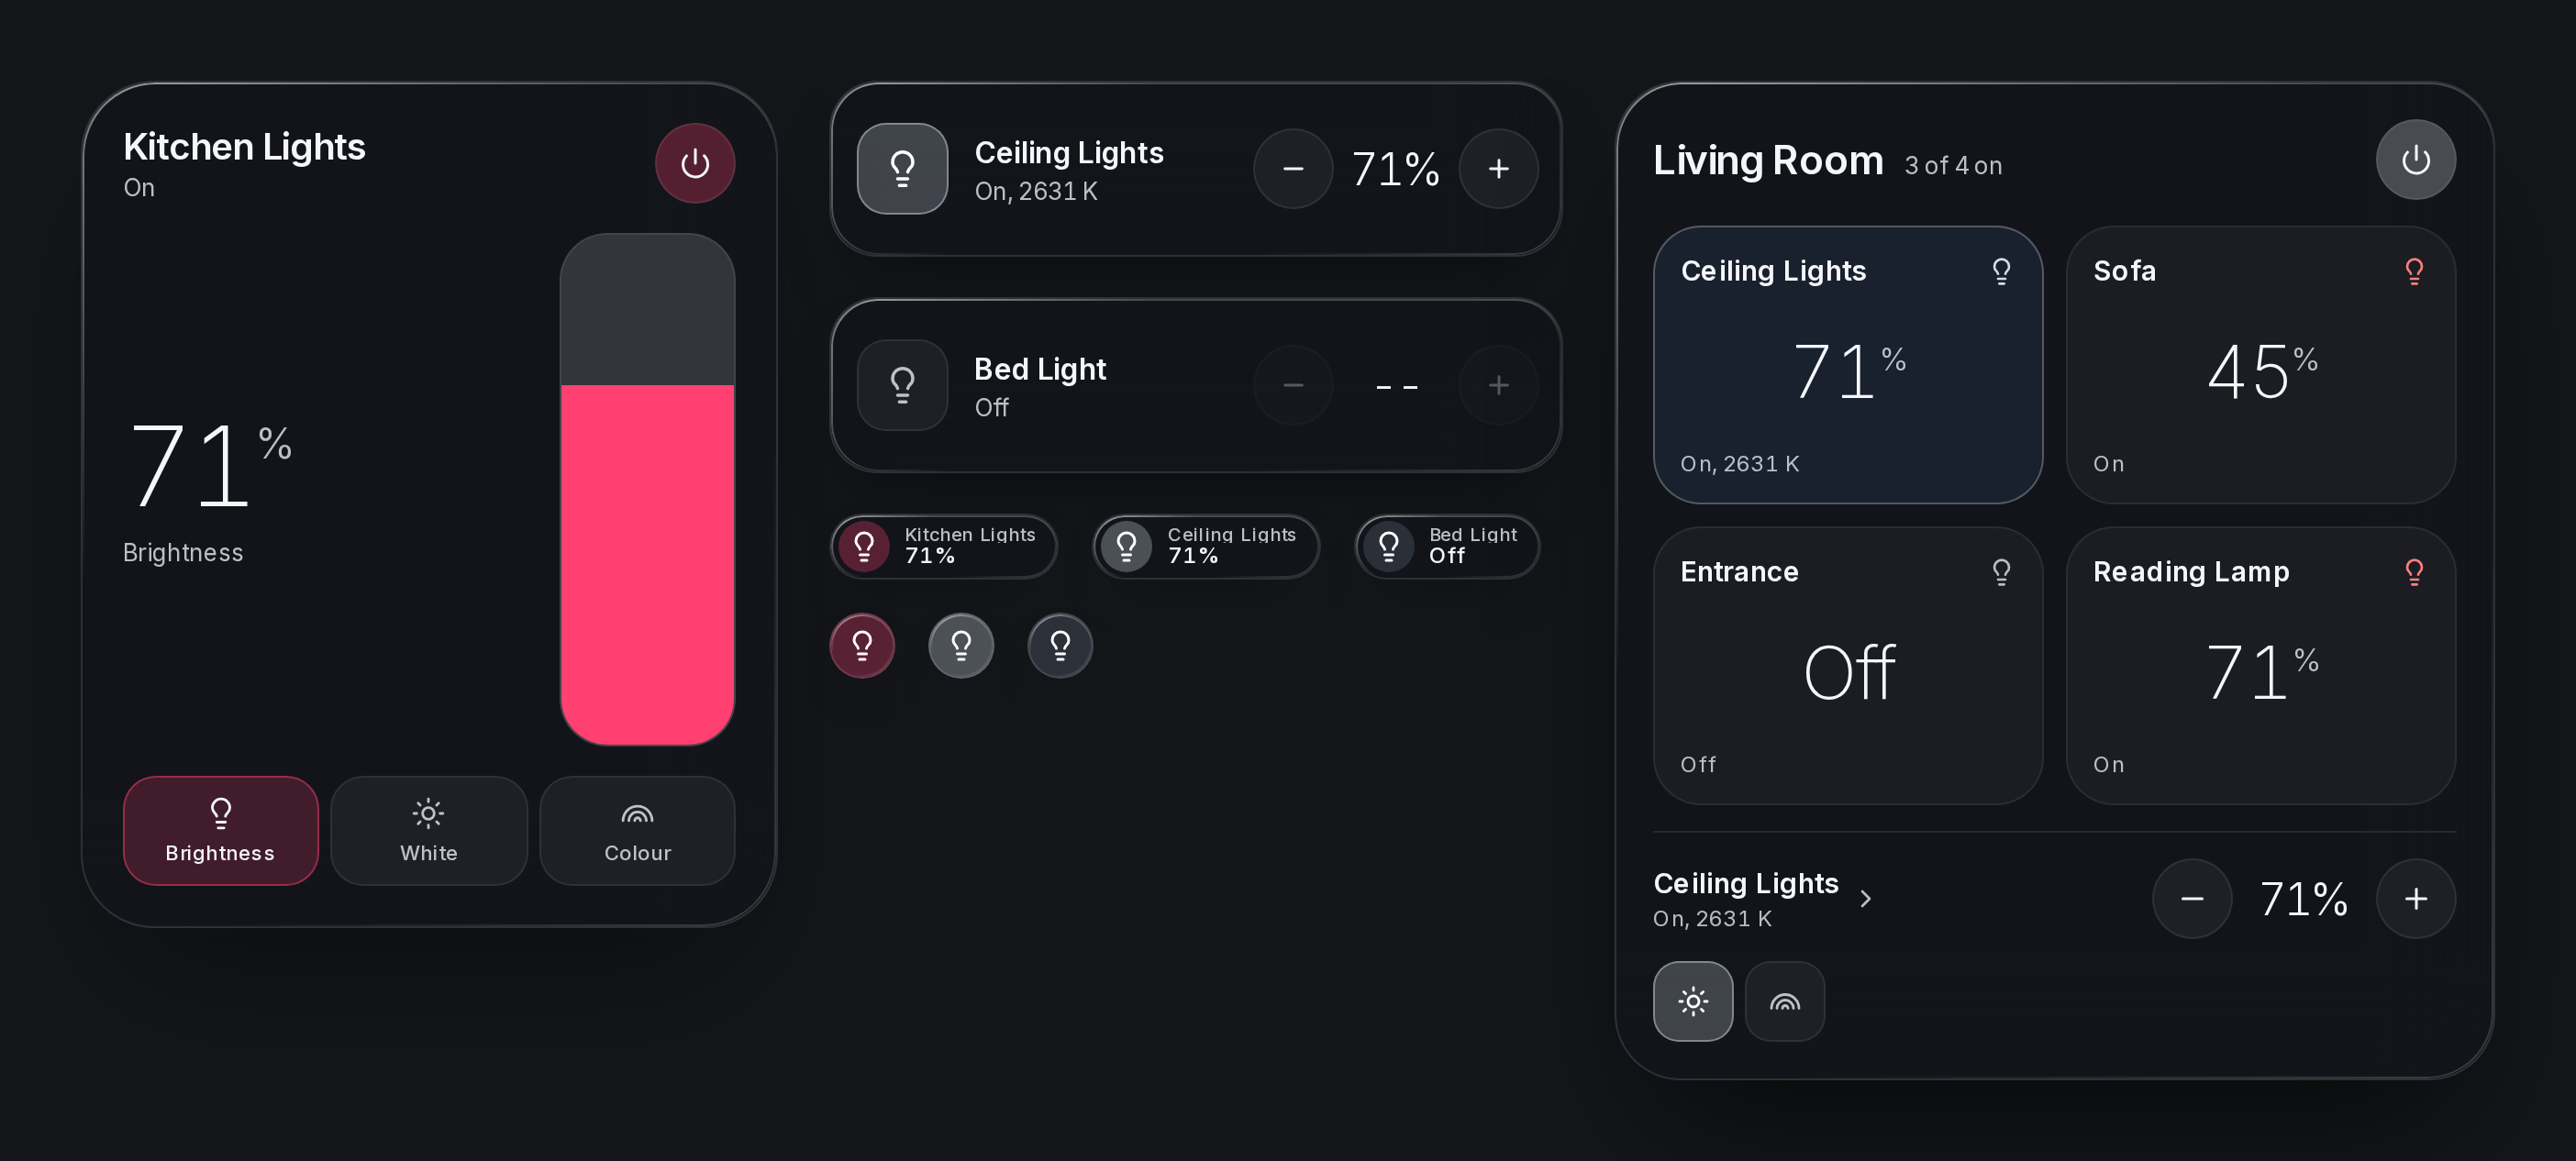 Kitchen Lights
On
71%
Brightness
Brightness
White
Colour
Ceiling Lights
On, 2631 K
− 71% +
Bed Light
Off
− -- +
Kitchen Lights
71%
Ceiling Lights
71%
Bed Light
Off
Living Room 3 of 4 on
Ceiling Lights
71%
On, 2631 K
Sofa
45%
On
Entrance
Off
Off
Reading Lamp
71%
On
Ceiling Lights
On, 2631 K
− 71% +